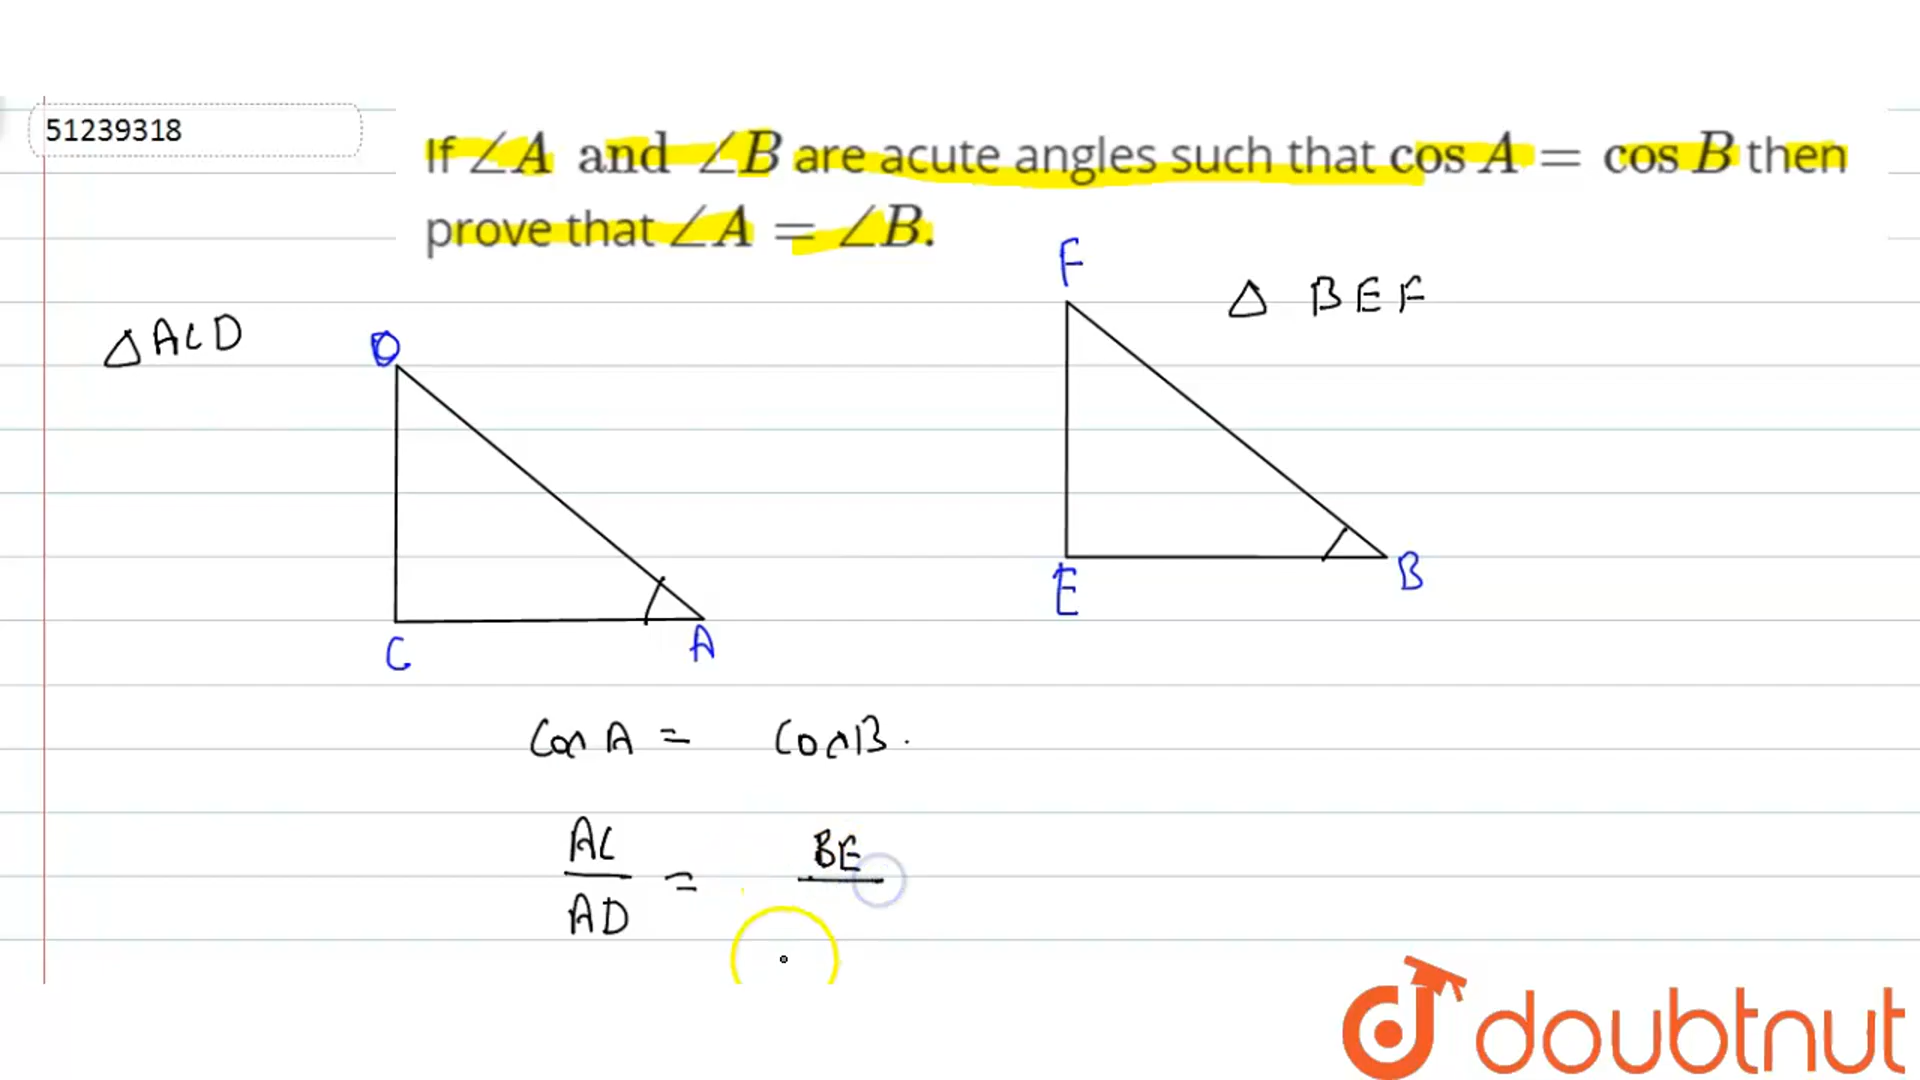 51239318
If ∠A and ∠B are acute angles such that cos A = cos B then
prove that ∠A = ∠B.
F
△ BEF
△ ACD
D
E
B
C
A
Cos A = Cos B.
AC BE
=
AD
doubtnut